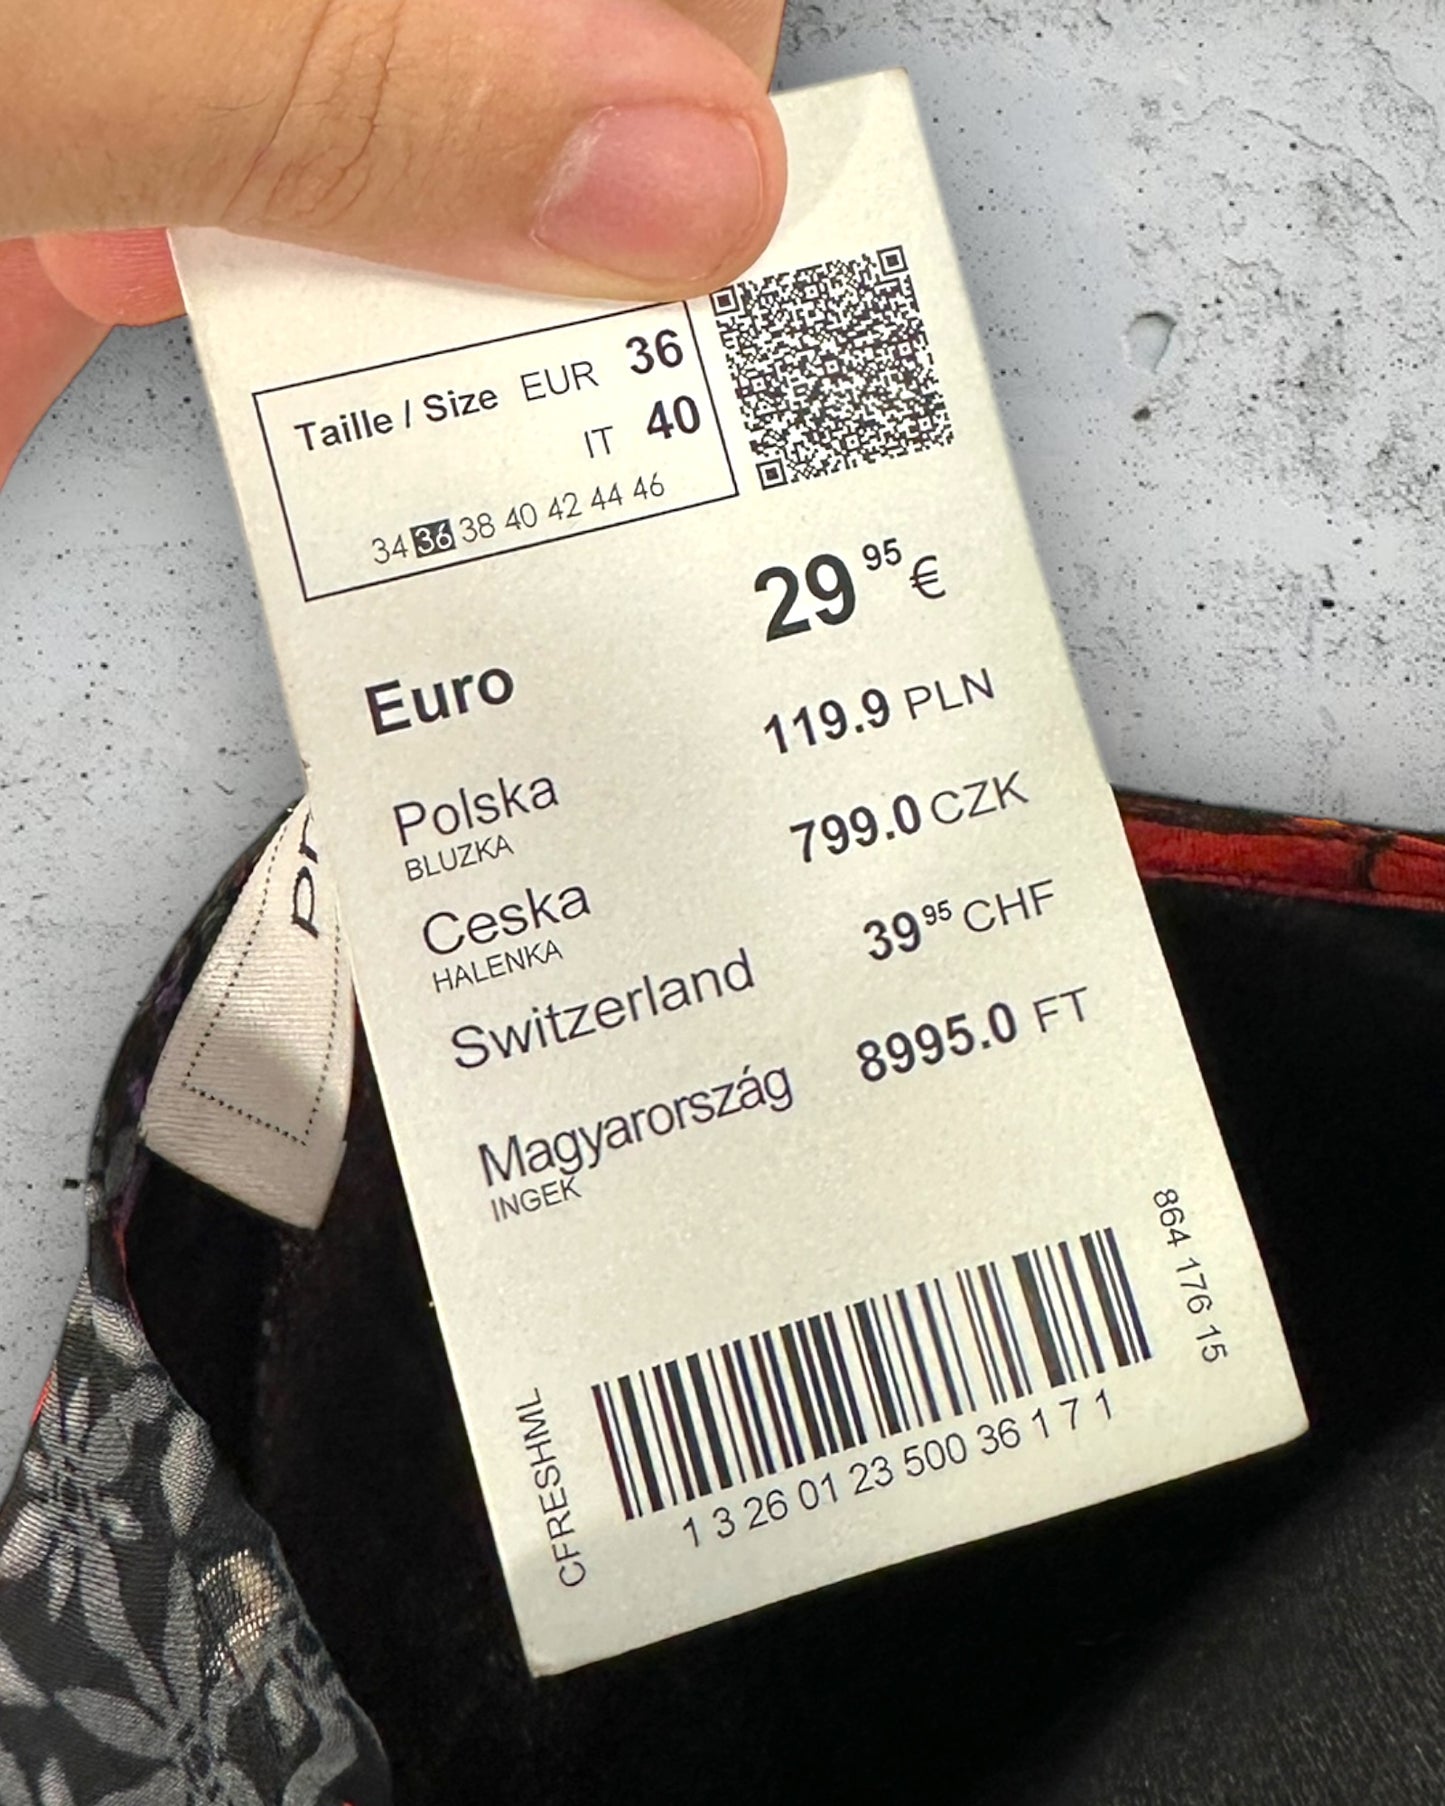 Taille / Size EUR 36
IT 40
34 36 38 40 42 44 46
Euro 29 95 €
Polska 119.9 PLN
BLUZKA
Ceska 799.0 CZK
HALENKA
Switzerland 39 95 CHF
Magyarország 8995.0 FT
INGEK
CFRESHML
1 3 26 01 23 500 36 1 7 1
864 176 15